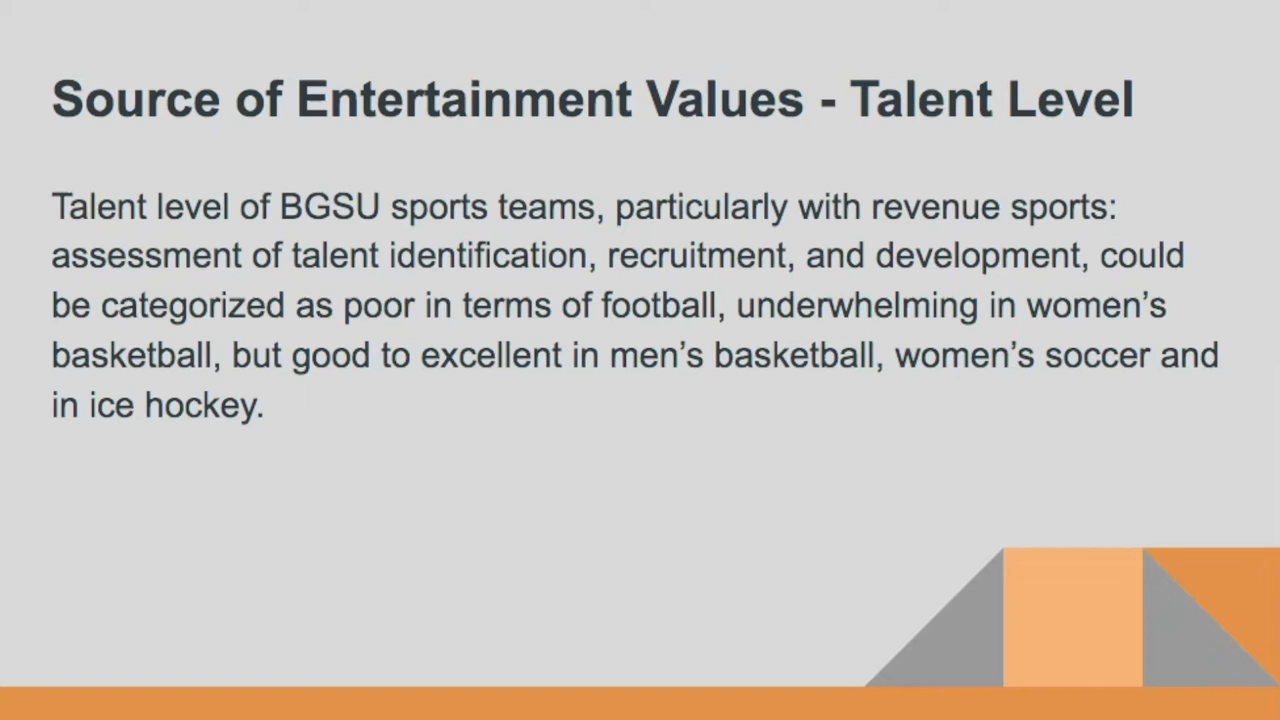 Source of Entertainment Values - Talent Level
Talent level of BGSU sports teams, particularly with revenue sports:
assessment of talent identification, recruitment, and development, could
be categorized as poor in terms of football, underwhelming in women’s
basketball, but good to excellent in men’s basketball, women’s soccer and
in ice hockey.